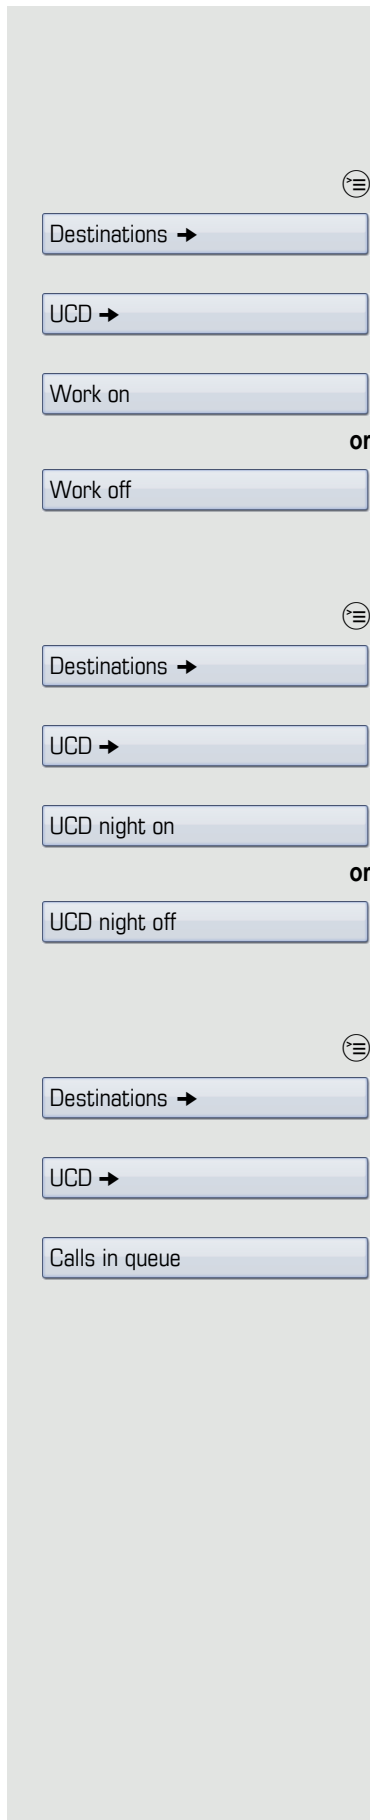 Destinations →
UCD →
Work on
or
Work off
Destinations →
UCD →
UCD night on
or
UCD night off
Destinations →
UCD →
Calls in queue